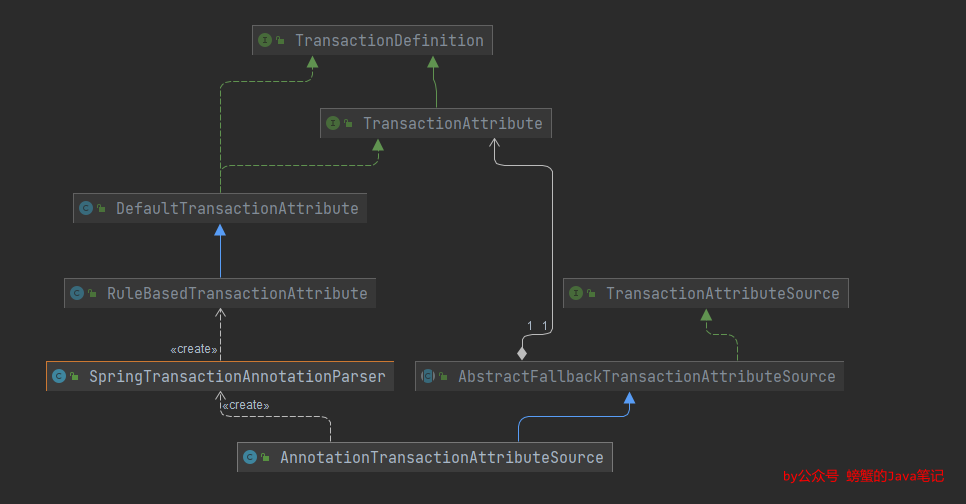 TransactionDefinition
TransactionAttribute
DefaultTransactionAttribute
RuleBasedTransactionAttribute
TransactionAttributeSource
1 1
«create»
SpringTransactionAnnotationParser
AbstractFallbackTransactionAttributeSource
«create»
AnnotationTransactionAttributeSource
by公众号 螃蟹的Java笔记